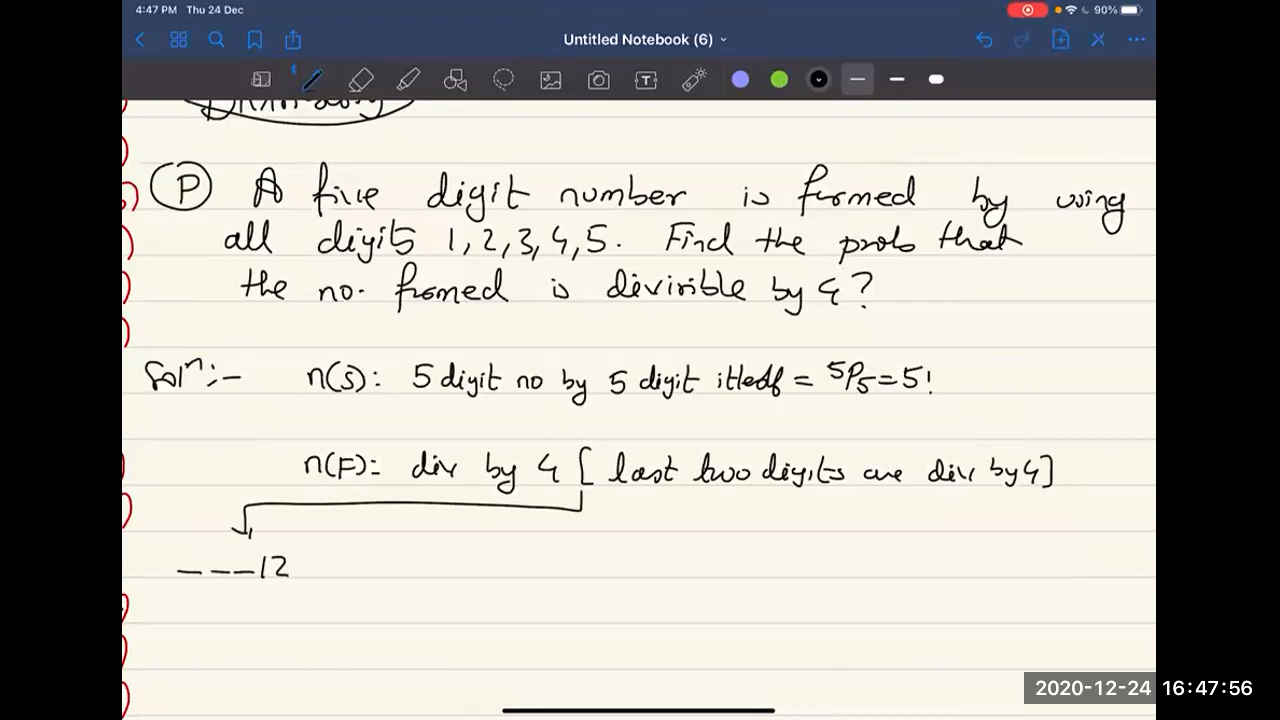 4:47 PM Thu 24 Dec
90%
Untitled Notebook (6)
(P) A five digit number is formed by using
all digits 1, 2, 3, 4, 5. Find the prob that
the no. fromed is divisible by 4?
Solⁿ:- n(S): 5 digit no by 5 digit itself = ⁵P₅ = 5!
n(F): div by 4 [ last two digits are div by 4]
_ _ _ 12
2020-12-24 16:47:56